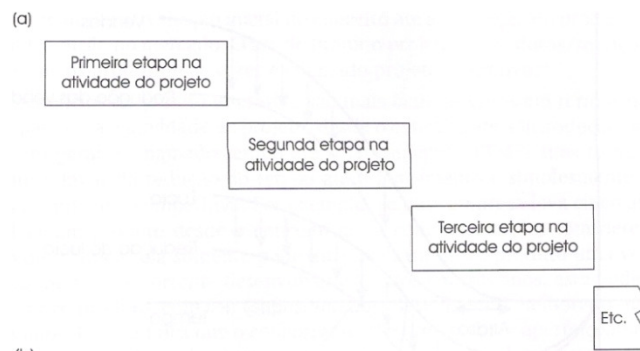 (a)
Primeira etapa na
atividade do projeto
Segunda etapa na
atividade do projeto
Terceira etapa na
atividade do projeto
Etc.